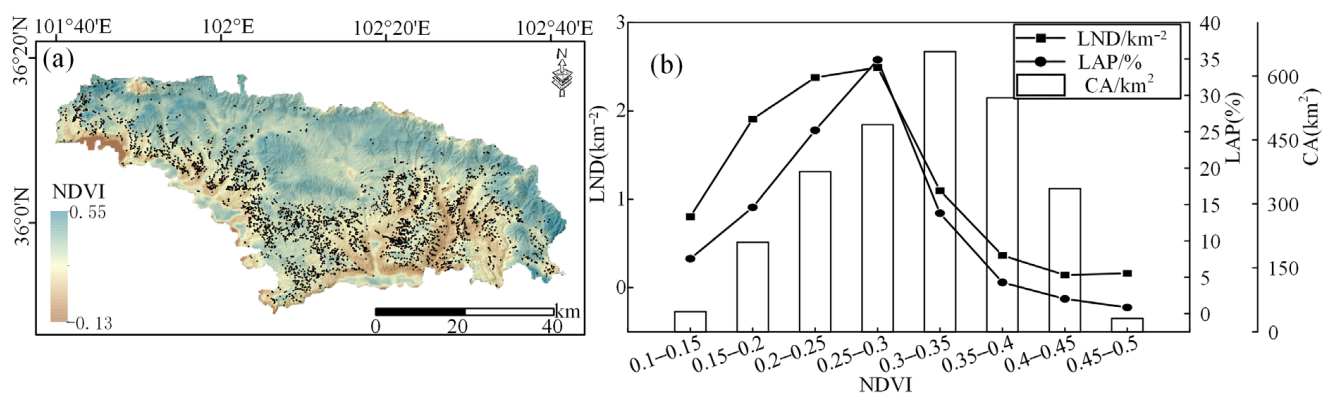 101°40′E 102°E 102°20′E 102°40′E
36°20′N
36°0′N
(a)
N
NDVI
0.55
-0.13
km
0 20 40
(b)
LND/km⁻²
LAP/%
CA/km²
LND(km⁻²)
3
2
1
0
LAP(%)
40
35
30
25
20
15
10
5
0
CA(km²)
600
450
300
150
0
0.1–0.15 0.15–0.2 0.2–0.25 0.25–0.3 0.3–0.35 0.35–0.4 0.4–0.45 0.45–0.5
NDVI